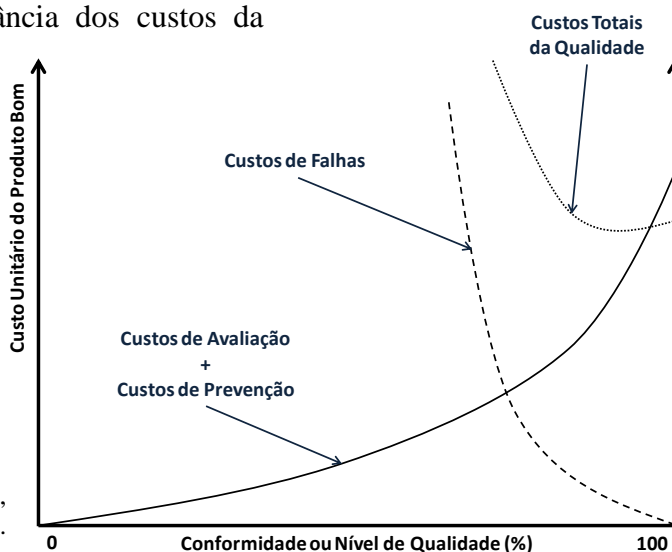 ância dos custos da
Custos Totais
da Qualidade
Custo Unitário do Produto Bom
Custos de Falhas
Custos de Avaliação
+
Custos de Prevenção
,
.
0
Conformidade ou Nível de Qualidade (%)
100